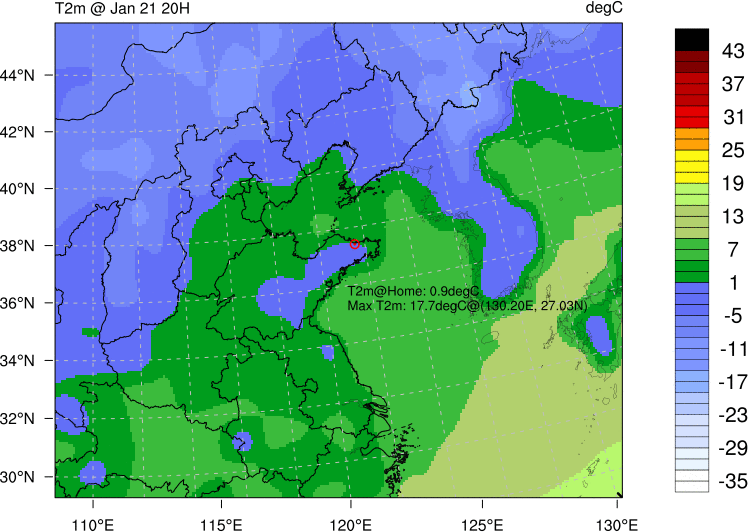 T2m @ Jan 21 20H
degC
44°N
42°N
40°N
38°N
36°N
34°N
32°N
30°N
T2m@Home: 0.9degC
Max T2m: 17.7degC@(130.20E, 27.03N)
110°E
115°E
120°E
125°E
130°E
43
37
31
25
19
13
7
1
-5
-11
-17
-23
-29
-35